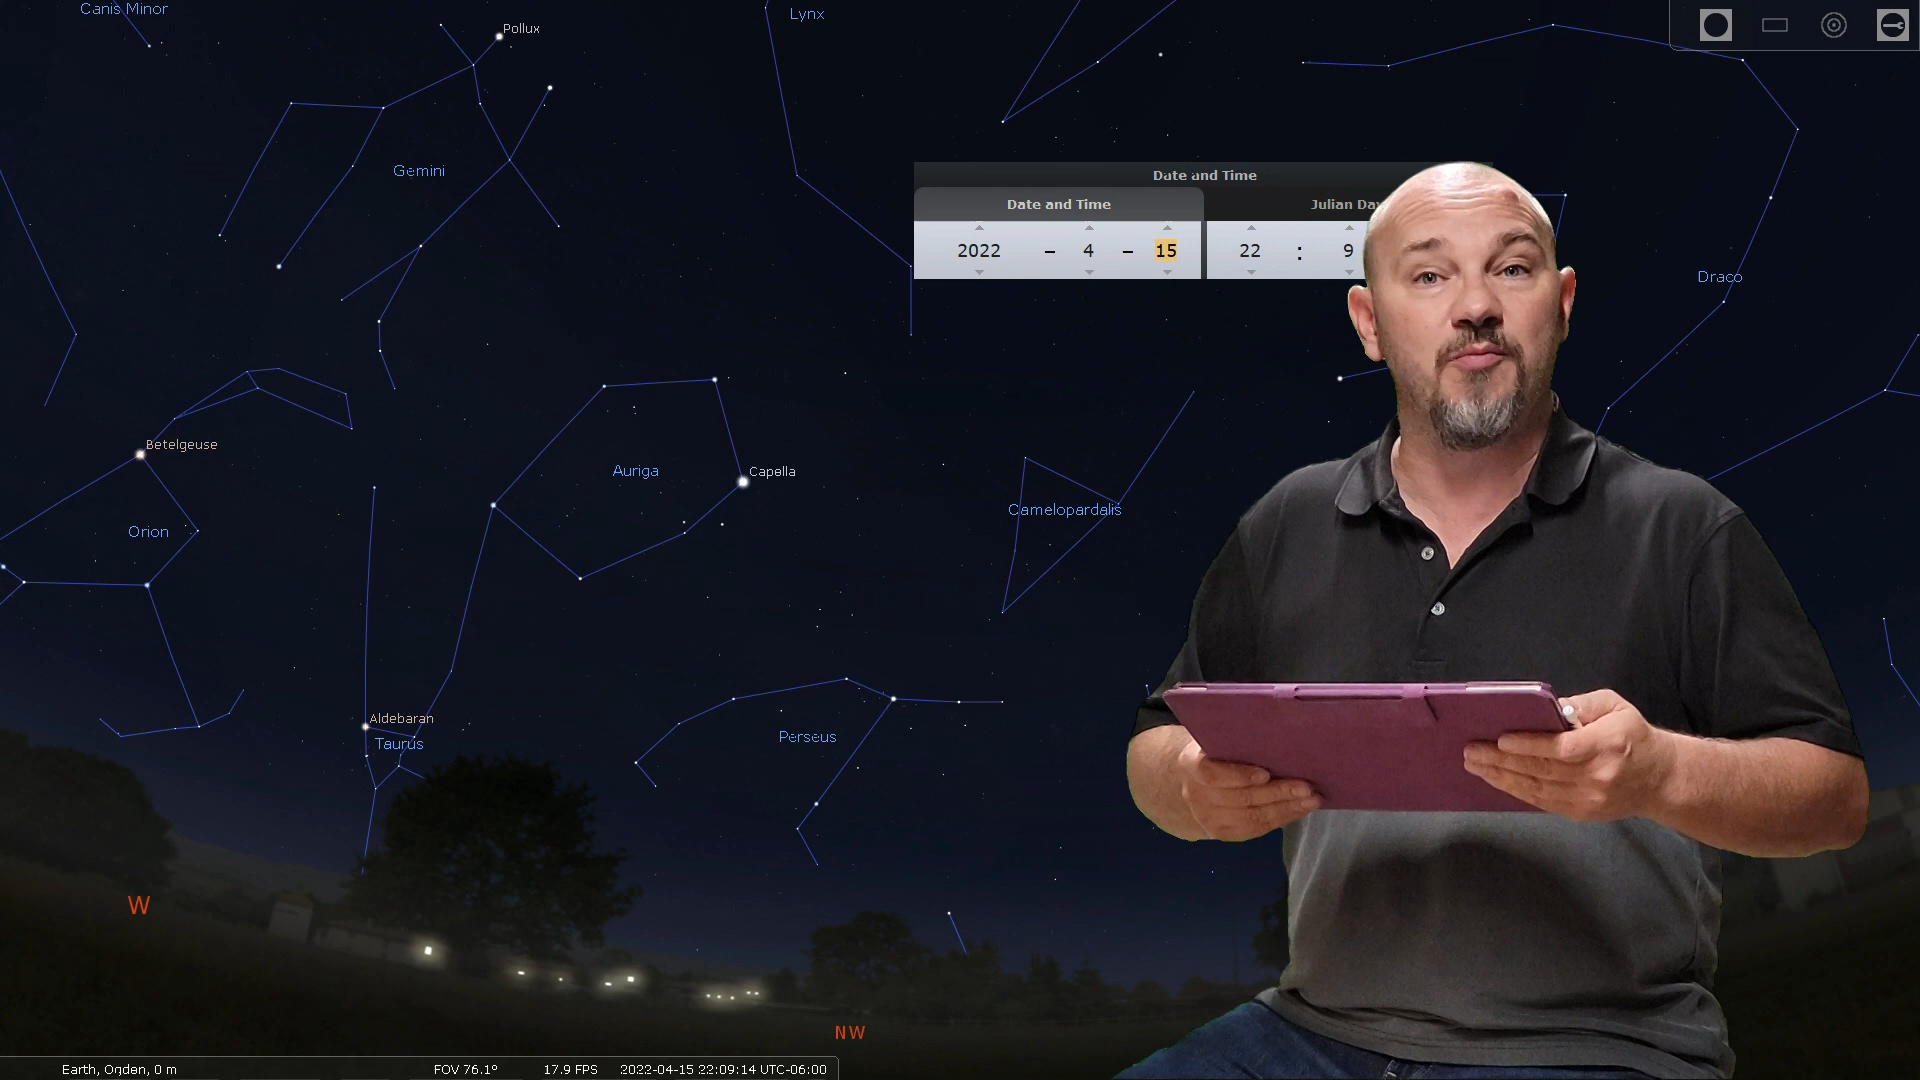 Canis Minor
Pollux
Lynx
Gemini
Date and Time
Date and Time
Julian Da
2022 - 4 - 15
22 : 9
Draco
Betelgeuse
Auriga
Capella
Orion
Camelopardalis
Aldebaran
Taurus
Perseus
W
NW
Earth, Ogden, 0 m
FOV 76.1°
17.9 FPS
2022-04-15 22:09:14 UTC-06:00